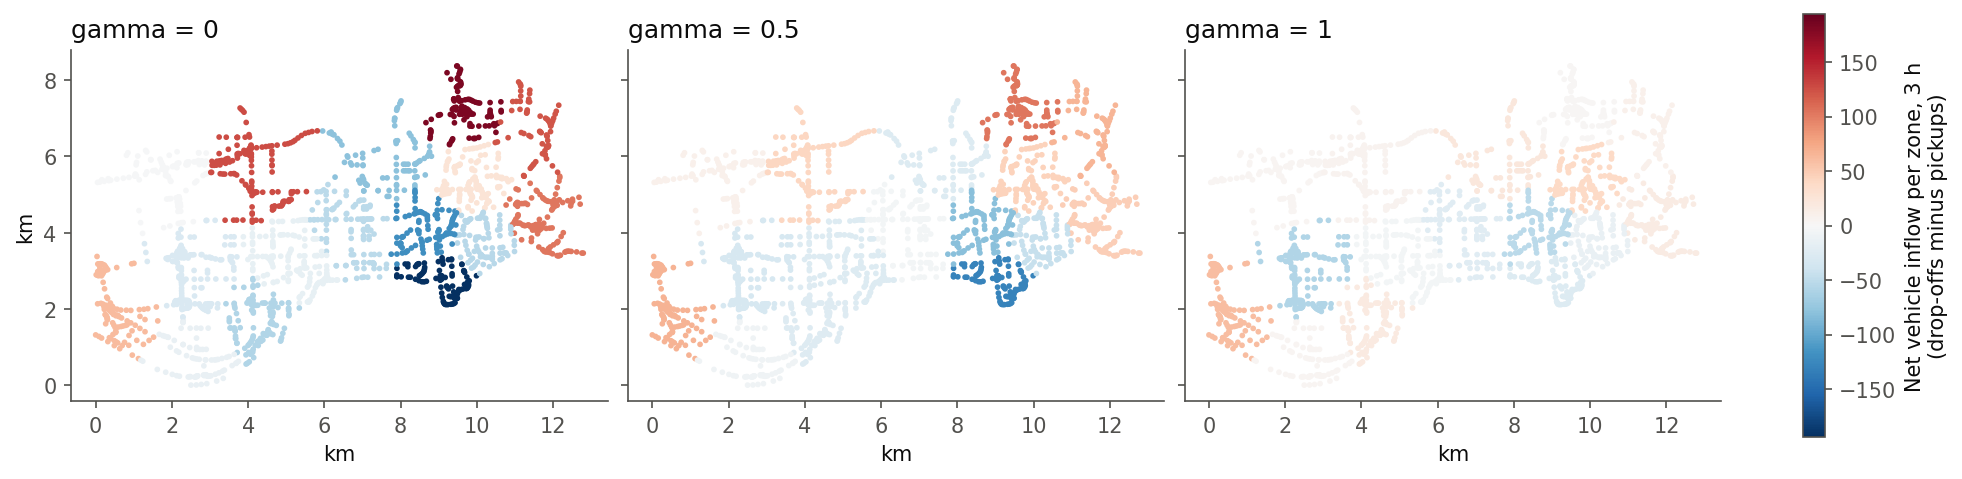 gamma = 0
gamma = 0.5
gamma = 1
8
6
4
2
0
km
0 2 4 6 8 10 12
km
0 2 4 6 8 10 12
km
0 2 4 6 8 10 12
km
150
100
50
0
−50
−100
−150
Net vehicle inflow per zone, 3 h
(drop-offs minus pickups)